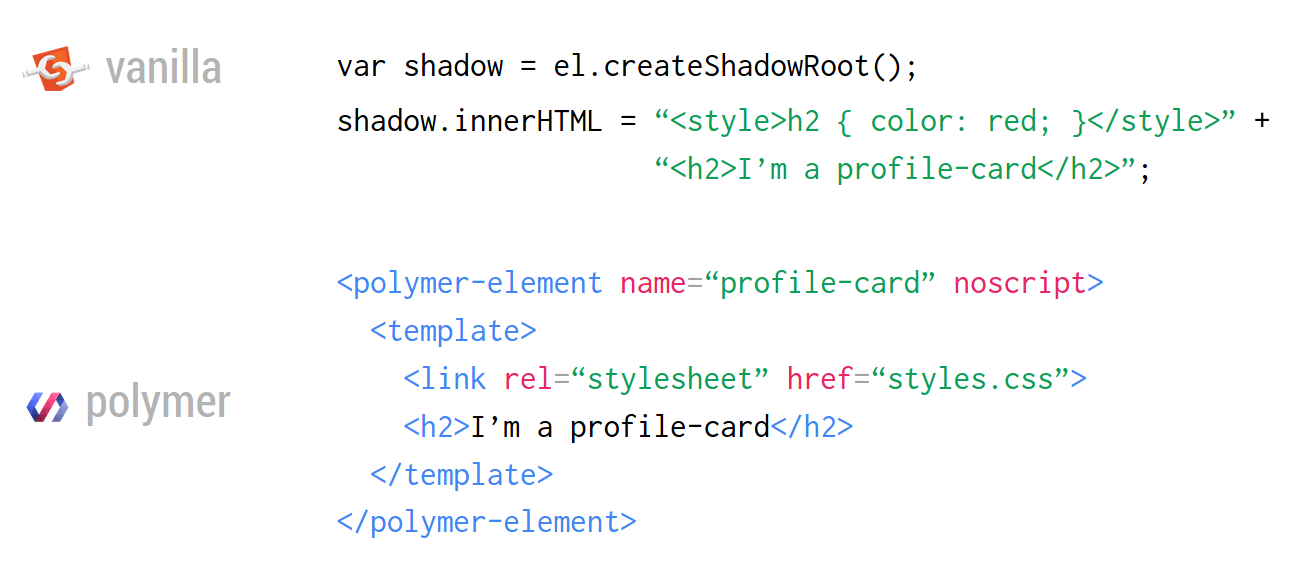 vanilla
var shadow = el.createShadowRoot();
shadow.innerHTML = “<style>h2 { color: red; }</style>” +
“<h2>I’m a profile-card</h2>”;
<polymer-element name=“profile-card” noscript>
<template>
<link rel=“stylesheet” href=“styles.css”>
polymer
<h2>I’m a profile-card</h2>
</template>
</polymer-element>